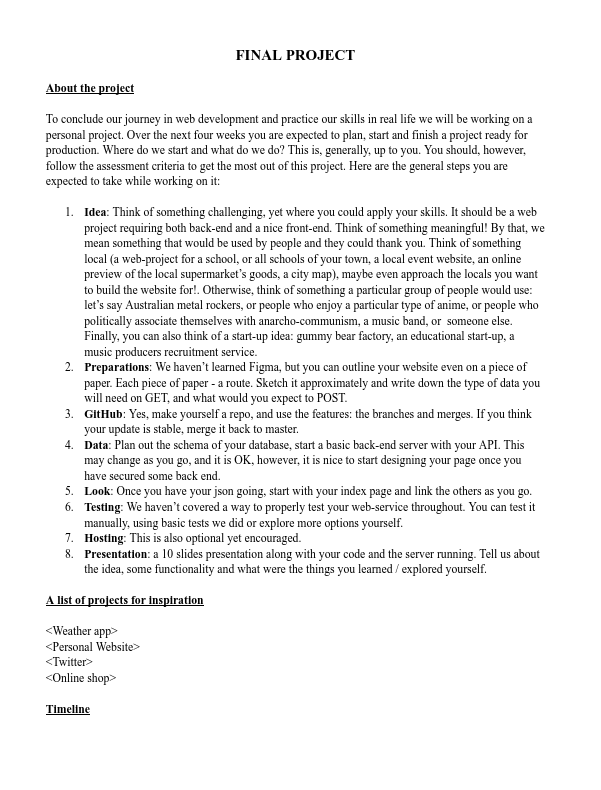 FINAL PROJECT
About the project
To conclude our journey in web development and practice our skills in real life we will be working on a
personal project. Over the next four weeks you are expected to plan, start and finish a project ready for
production. Where do we start and what do we do? This is, generally, up to you. You should, however,
follow the assessment criteria to get the most out of this project. Here are the general steps you are
expected to take while working on it:
1. Idea: Think of something challenging, yet where you could apply your skills. It should be a web
project requiring both back-end and a nice front-end. Think of something meaningful! By that, we
mean something that would be used by people and they could thank you. Think of something
local (a web-project for a school, or all schools of your town, a local event website, an online
preview of the local supermarket's goods, a city map), maybe even approach the locals you want
to build the website for!. Otherwise, think of something a particular group of people would use:
let's say Australian metal rockers, or people who enjoy a particular type of anime, or people who
politically associate themselves with anarcho-communism, a music band, or  someone else.
Finally, you can also think of a start-up idea: gummy bear factory, an educational start-up, a
music producers recruitment service.
2. Preparations: We haven't learned Figma, but you can outline your website even on a piece of
paper. Each piece of paper - a route. Sketch it approximately and write down the type of data you
will need on GET, and what would you expect to POST.
3. GitHub: Yes, make yourself a repo, and use the features: the branches and merges. If you think
your update is stable, merge it back to master.
4. Data: Plan out the schema of your database, start a basic back-end server with your API. This
may change as you go, and it is OK, however, it is nice to start designing your page once you
have secured some back end.
5. Look: Once you have your json going, start with your index page and link the others as you go.
6. Testing: We haven't covered a way to properly test your web-service throughout. You can test it
manually, using basic tests we did or explore more options yourself.
7. Hosting: This is also optional yet encouraged.
8. Presentation: a 10 slides presentation along with your code and the server running. Tell us about
the idea, some functionality and what were the things you learned / explored yourself.
A list of projects for inspiration
<Weather app>
<Personal Website>
<Twitter>
<Online shop>
Timeline